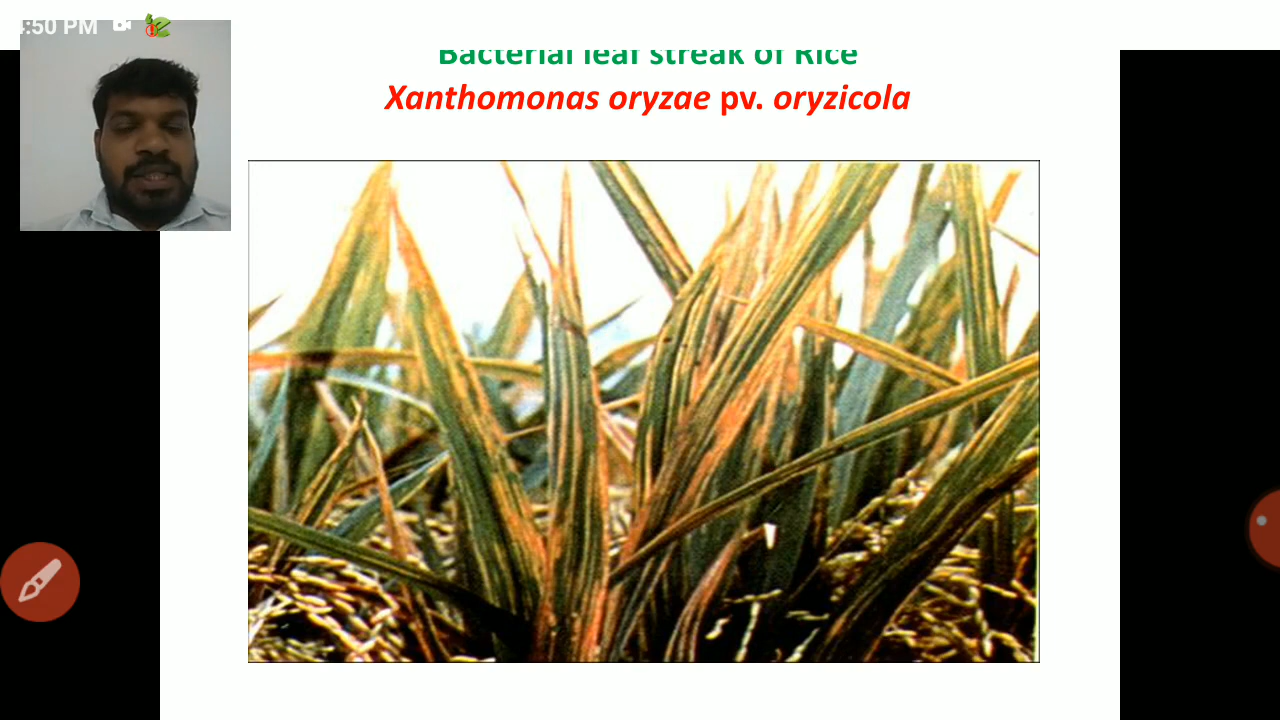 :50 PM
Bacterial leaf streak of Rice
Xanthomonas oryzae pv. oryzicola